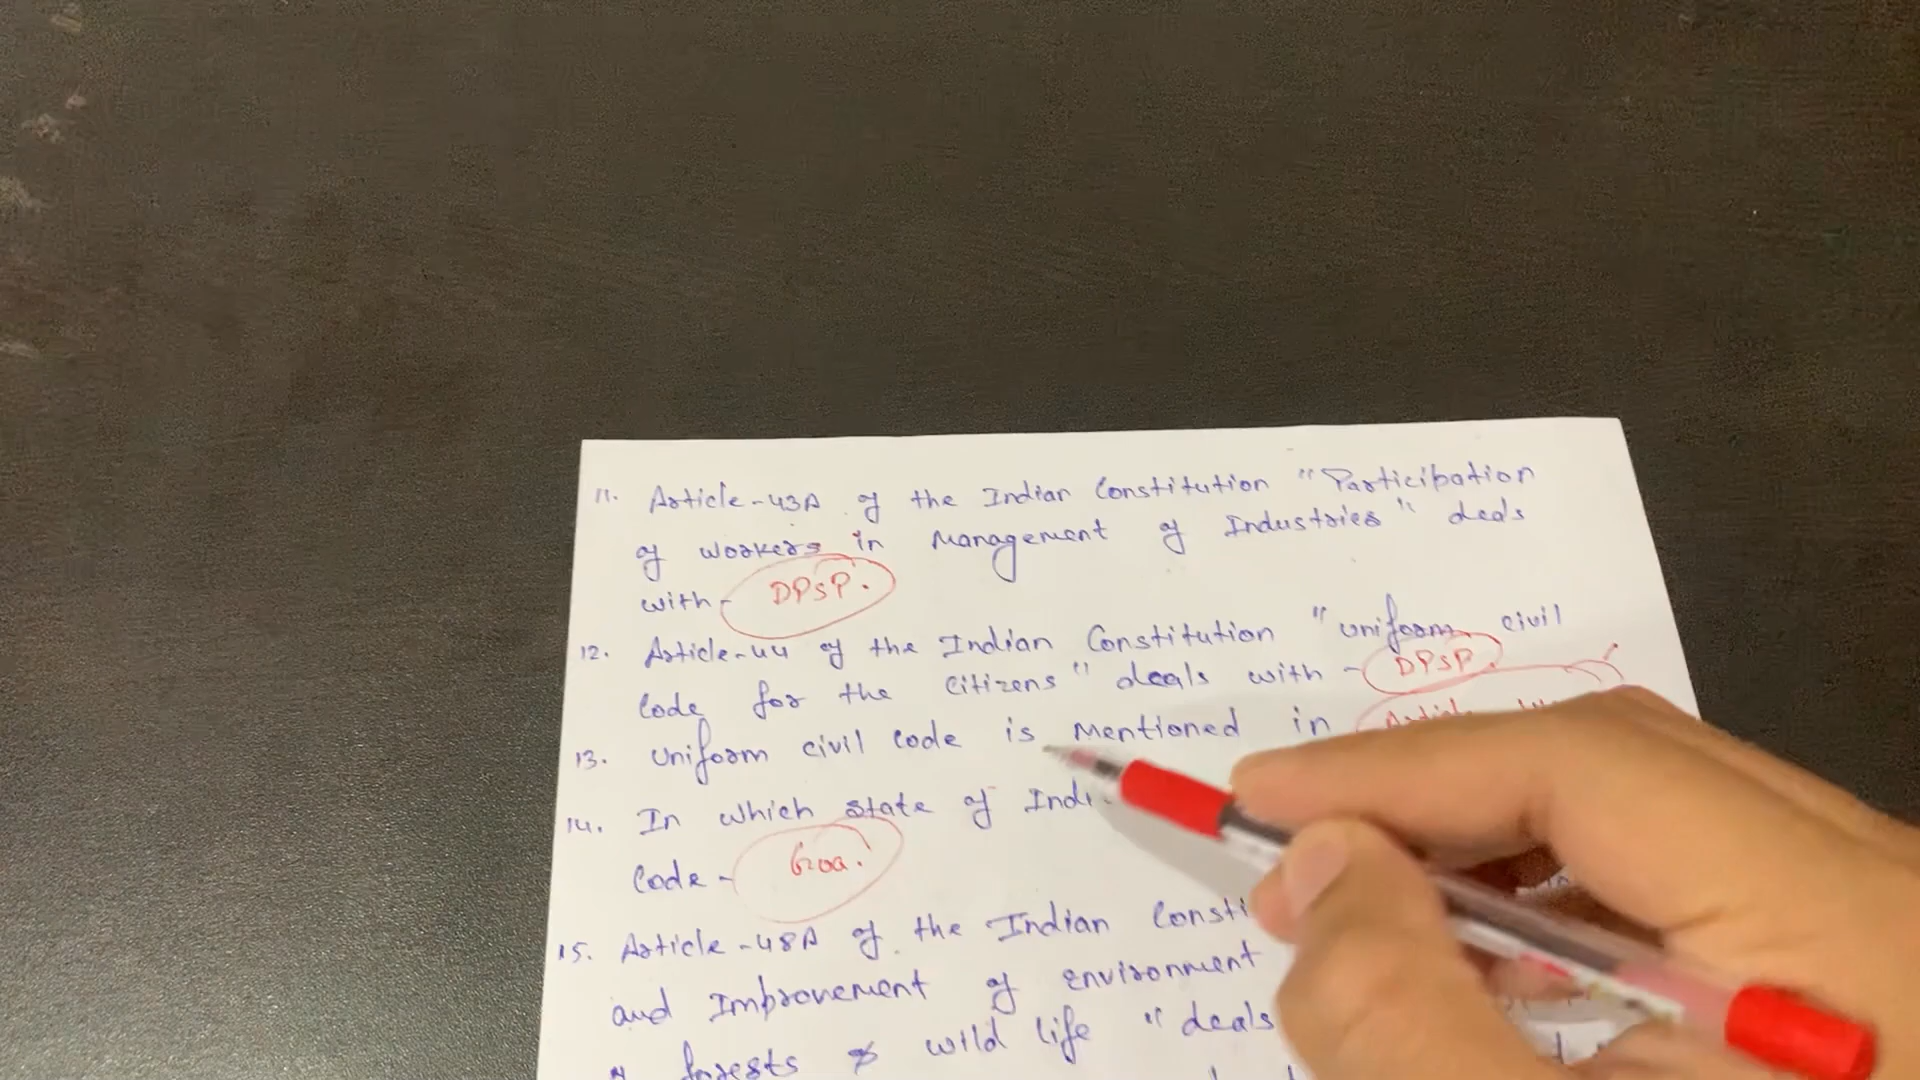 11. Article-43A of the Indian Constitution "Participation
of workers in Management of Industries" deals
with - DPSP.
12. Article-44 of the Indian Constitution "uniform civil
Code for the citizens" deals with - DPSP.
13. Uniform civil Code is Mentioned in Article
14. In which state of
Code - Goa.
15. Article-48A of the Indian
and Improvement of environment
forests & wild life " deals